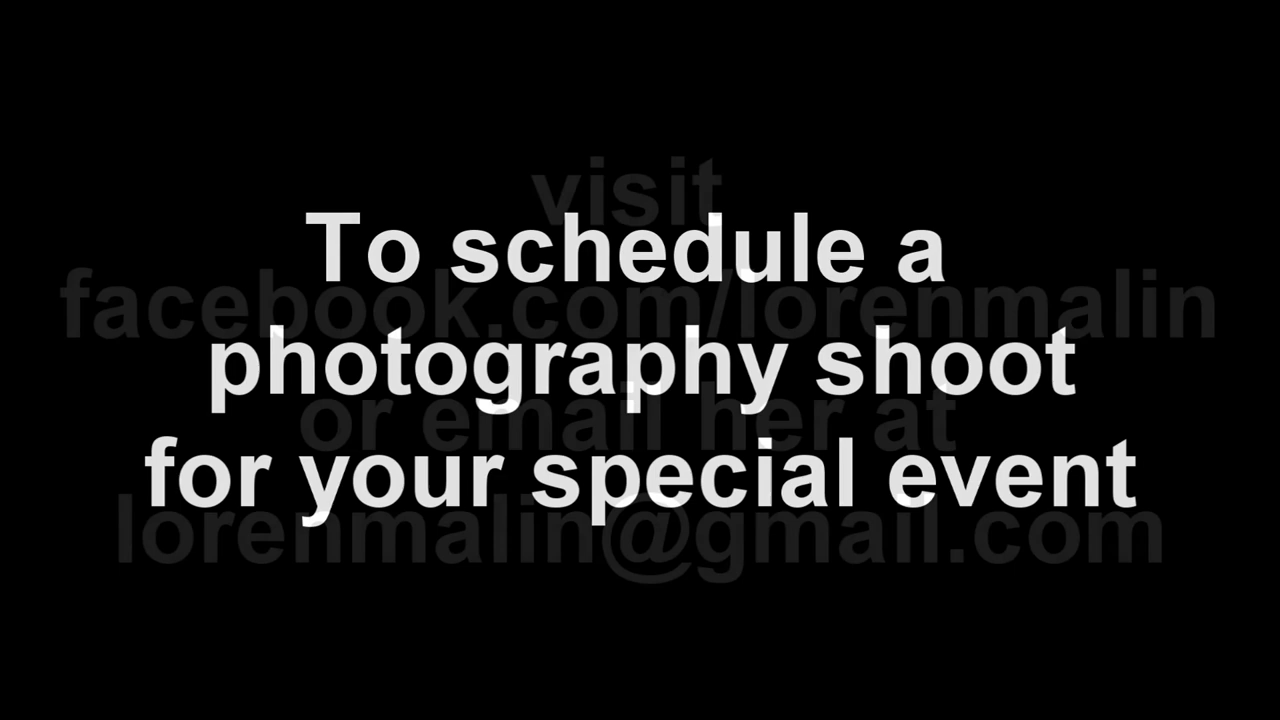 To schedule a
photography shoot
for your special event
visit
facebook.com/lorenmalin
or email her at
lorenmalin@gmail.com